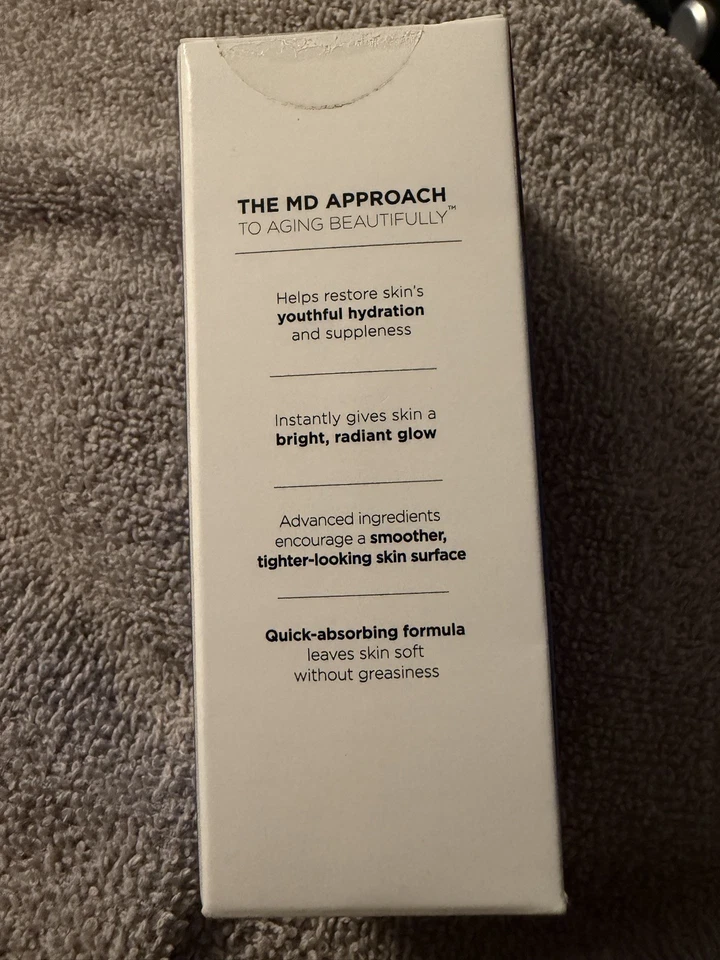 THE MD APPROACH
TO AGING BEAUTIFULLY™
Helps restore skin's
youthful hydration
and suppleness
Instantly gives skin a
bright, radiant glow
Advanced ingredients
encourage a smoother,
tighter-looking skin surface
Quick-absorbing formula
leaves skin soft
without greasiness